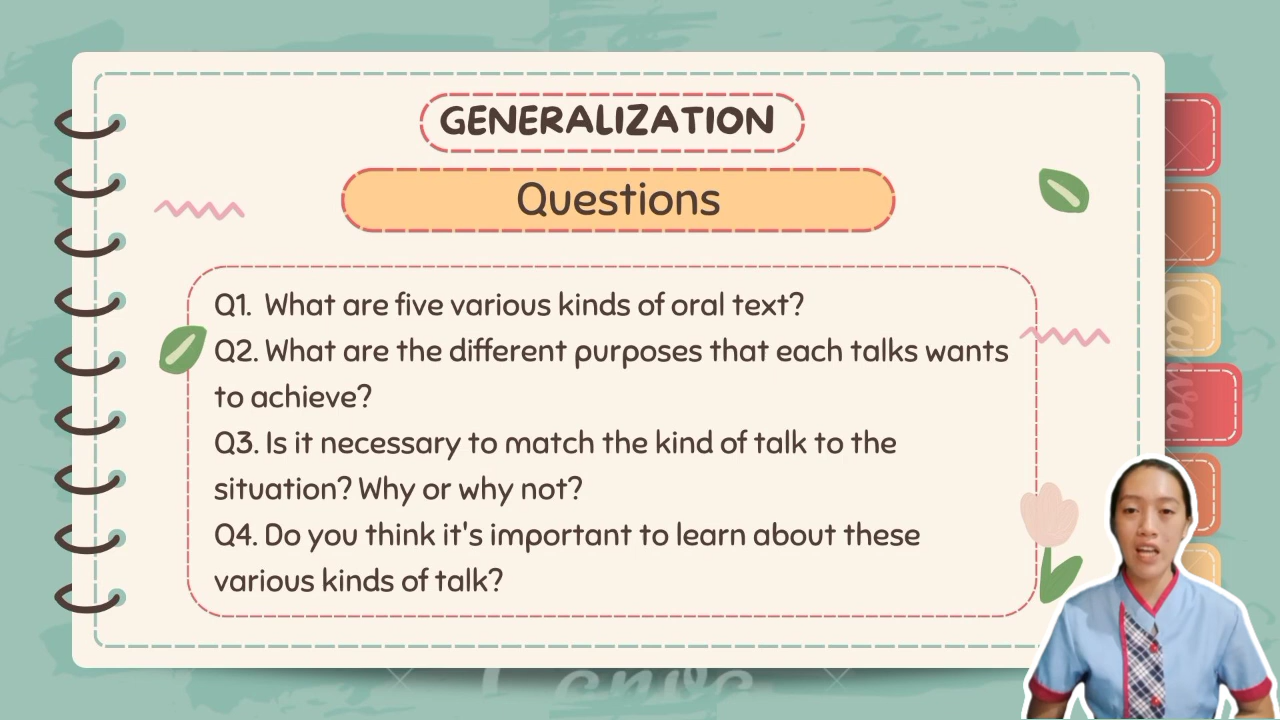 GENERALIZATION
Questions
Q1. What are five various kinds of oral text?
Q2. What are the different purposes that each talks wants
to achieve?
Q3. Is it necessary to match the kind of talk to the
situation? Why or why not?
Q4. Do you think it's important to learn about these
various kinds of talk?
Canva
Canva